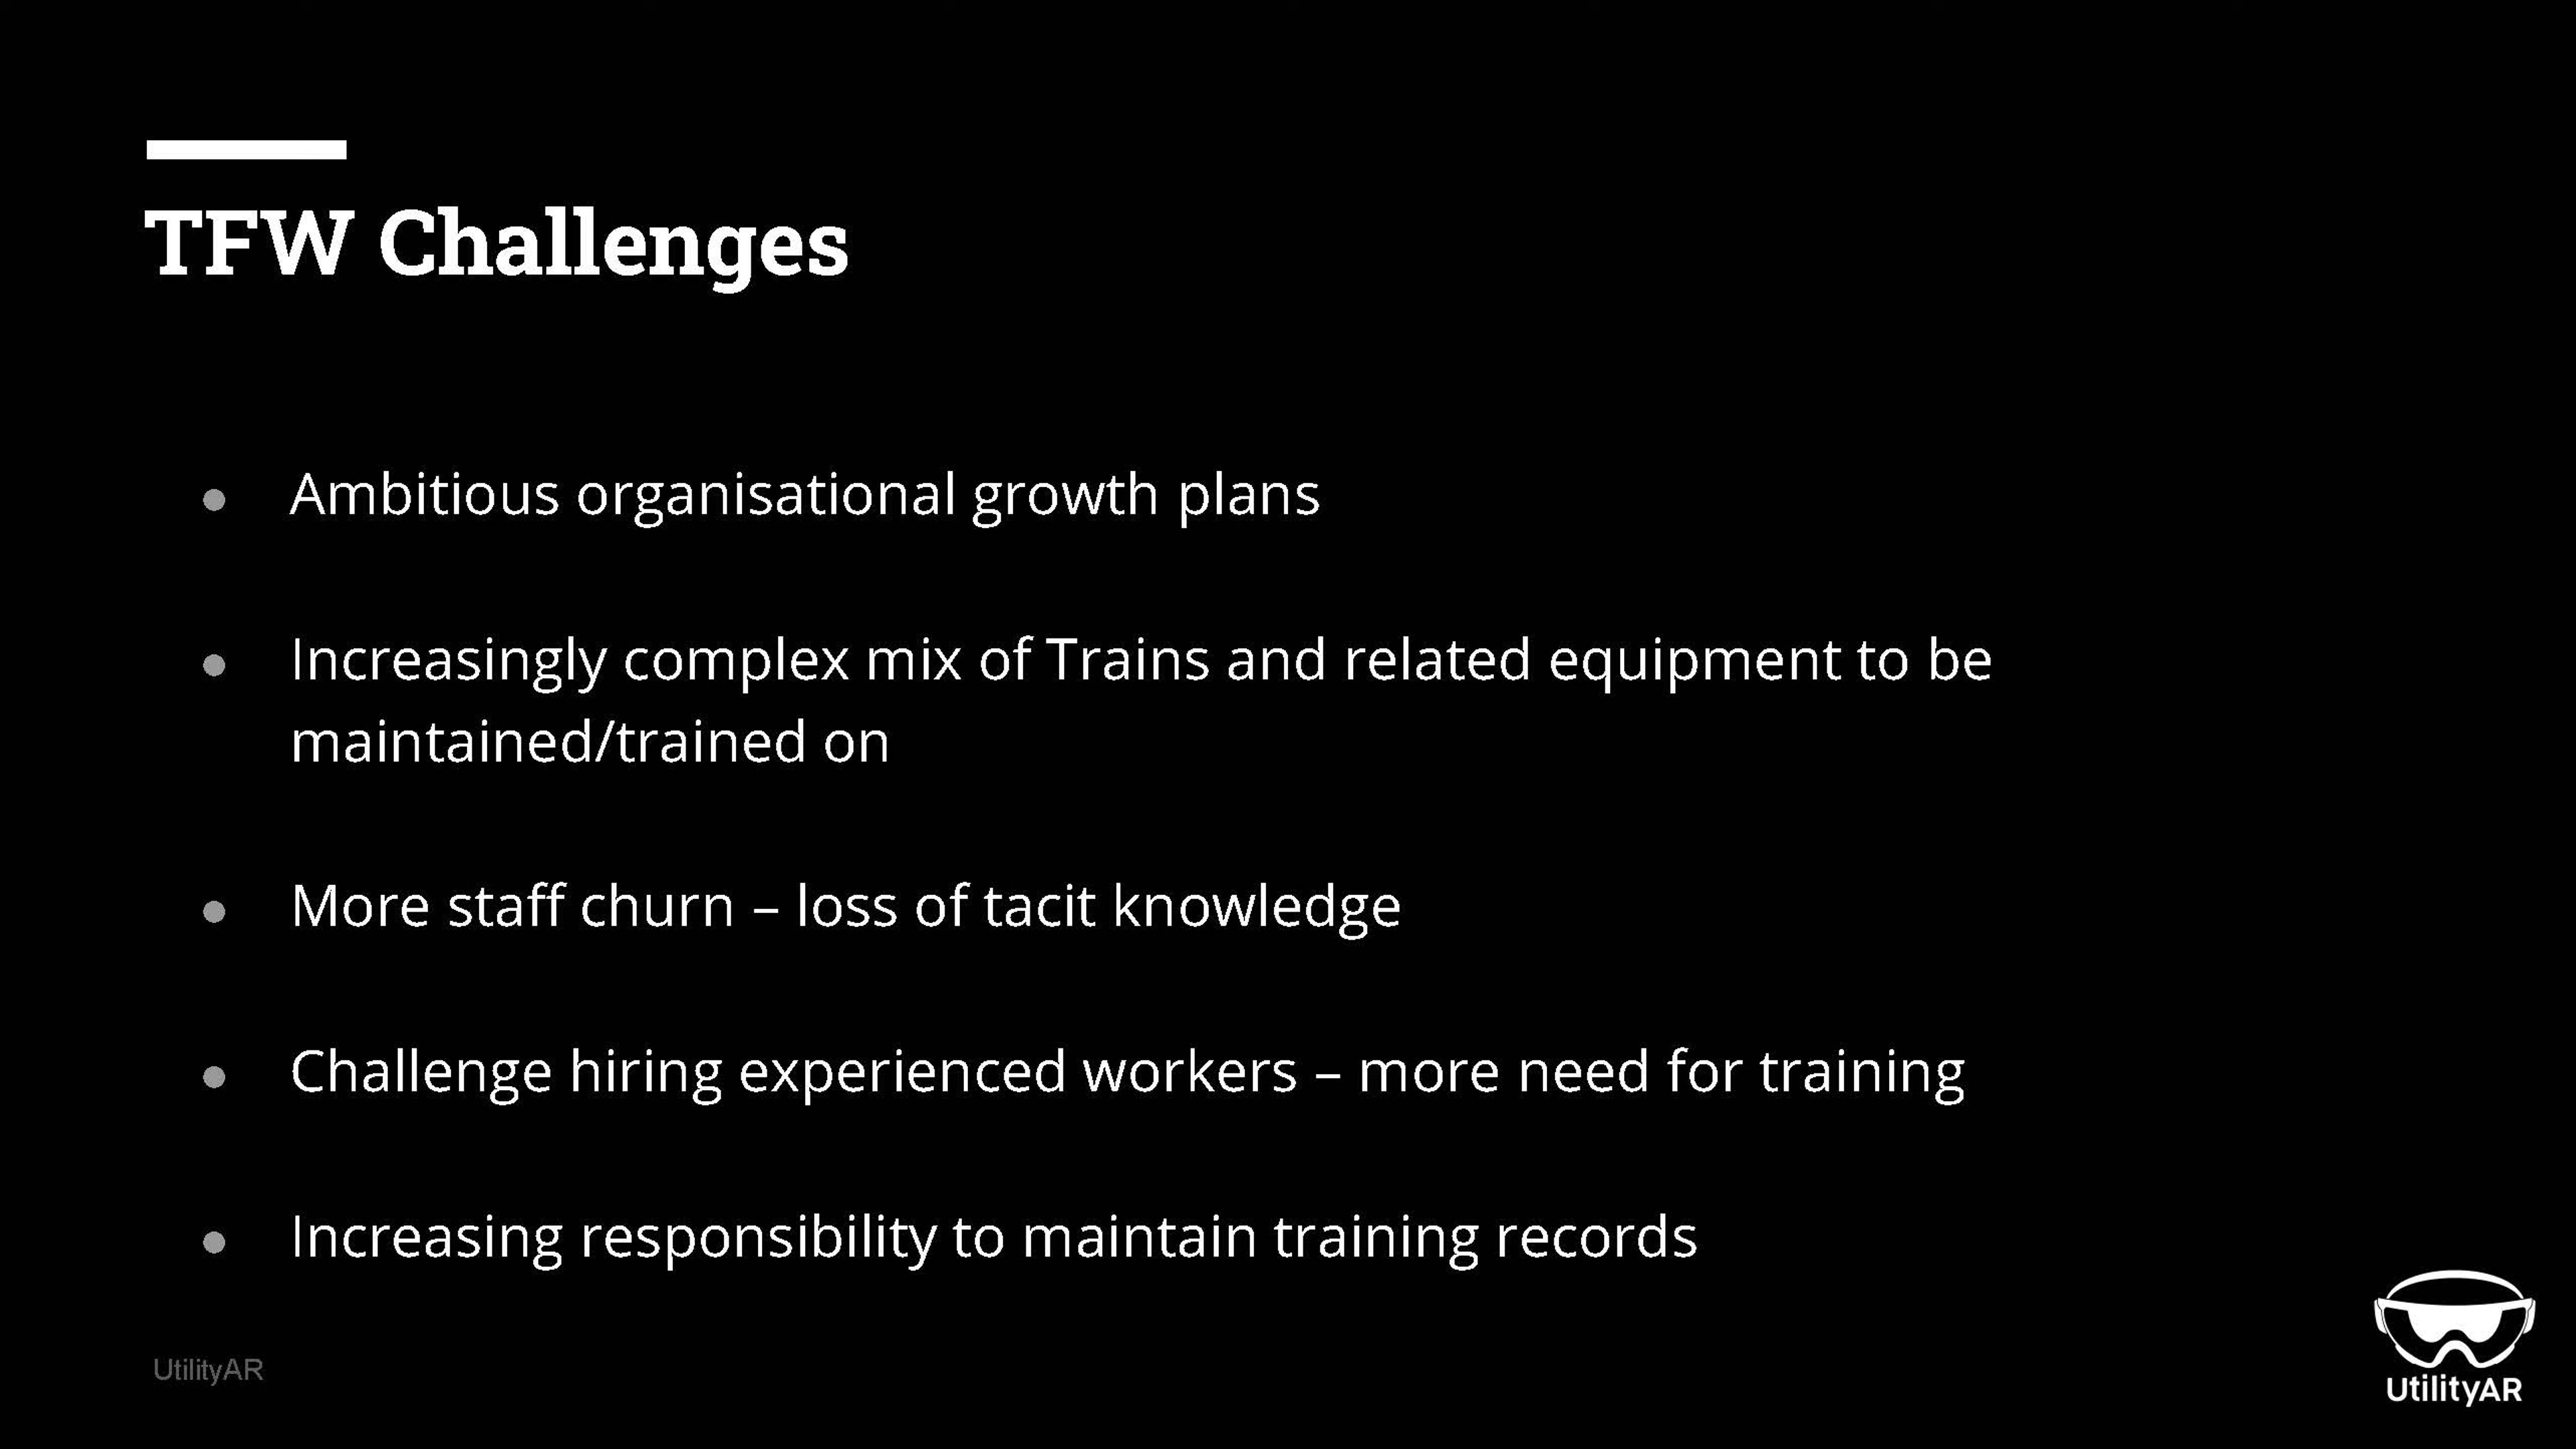 TFW Challenges
● Ambitious organisational growth plans
● Increasingly complex mix of Trains and related equipment to be
maintained/trained on
● More staff churn – loss of tacit knowledge
● Challenge hiring experienced workers – more need for training
● Increasing responsibility to maintain training records
UtilityAR
UtilityAR